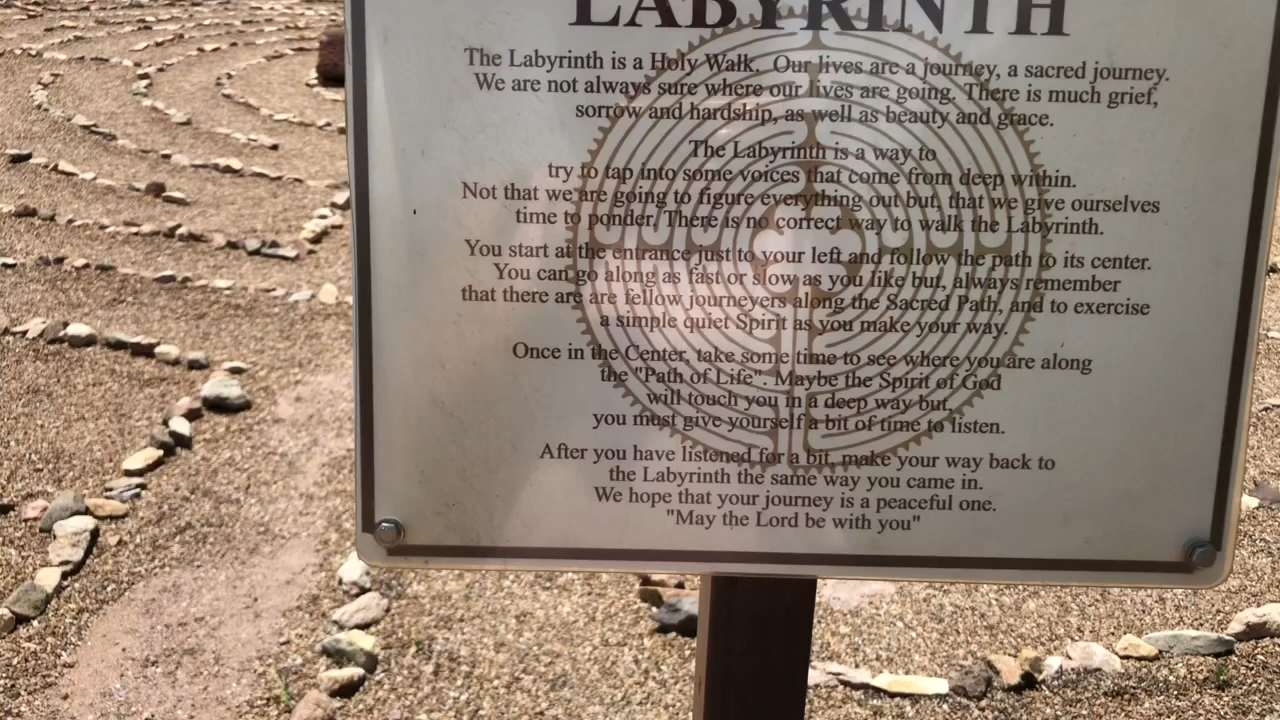 LABYRINTH
The Labyrinth is a Holy Walk. Our lives are a journey, a sacred journey.
We are not always sure where our lives are going. There is much grief,
sorrow and hardship, as well as beauty and grace.
The Labyrinth is a way to
try to tap into some voices that come from deep within.
Not that we are going to figure everything out but, that we give ourselves
time to ponder. There is no correct way to walk the Labyrinth.
You start at the entrance just to your left and follow the path to its center.
You can go along as fast or slow as you like but, always remember
that there are are fellow journeyers along the Sacred Path, and to exercise
a simple quiet Spirit as you make your way.
Once in the Center, take some time to see where you are along
the "Path of Life". Maybe the Spirit of God
will touch you in a deep way but,
you must give yourself a bit of time to listen.
After you have listened for a bit, make your way back to
the Labyrinth the same way you came in.
We hope that your journey is a peaceful one.
"May the Lord be with you"